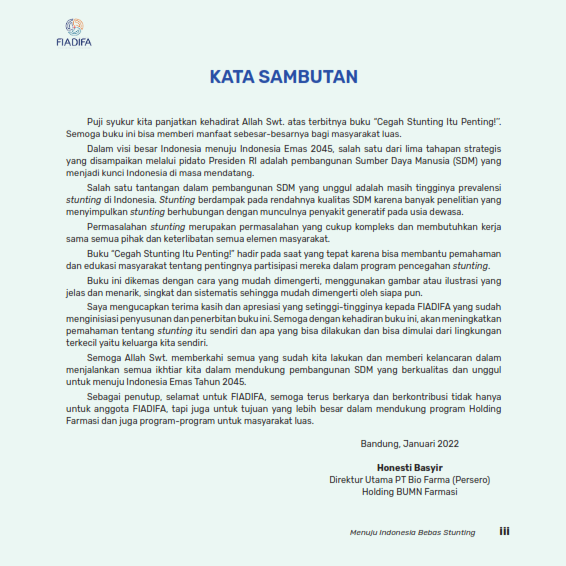 FIADIFA
KATA SAMBUTAN
Puji syukur kita panjatkan kehadirat Allah Swt. atas terbitnya buku "Cegah Stunting Itu Penting!".
Semoga buku ini bisa memberi manfaat sebesar-besarnya bagi masyarakat luas.
Dalam visi besar Indonesia menuju Indonesia Emas 2045, salah satu dari lima tahapan strategis
yang disampaikan melalui pidato Presiden RI adalah pembangunan Sumber Daya Manusia (SDM) yang
menjadi kunci Indonesia di masa mendatang.
Salah satu tantangan dalam pembangunan SDM yang unggul adalah masih tingginya prevalensi
stunting di Indonesia. Stunting berdampak pada rendahnya kualitas SDM karena banyak penelitian yang
menyimpulkan stunting berhubungan dengan munculnya penyakit generatif pada usia dewasa.
Permasalahan stunting merupakan permasalahan yang cukup kompleks dan membutuhkan kerja
sama semua pihak dan keterlibatan semua elemen masyarakat.
Buku "Cegah Stunting Itu Penting!" hadir pada saat yang tepat karena bisa membantu pemahaman
dan edukasi masyarakat tentang pentingnya partisipasi mereka dalam program pencegahan stunting.
Buku ini dikemas dengan cara yang mudah dimengerti, menggunakan gambar atau ilustrasi yang
jelas dan menarik, singkat dan sistematis sehingga mudah dimengerti oleh siapa pun.
Saya mengucapkan terima kasih dan apresiasi yang setinggi-tingginya kepada FIADIFA yang sudah
menginisiasi penyusunan dan penerbitan buku ini. Semoga dengan kehadiran buku ini, akan meningkatkan
pemahaman tentang stunting itu sendiri dan apa yang bisa dilakukan dan bisa dimulai dari lingkungan
terkecil yaitu keluarga kita sendiri.
Semoga Allah Swt. memberkahi semua yang sudah kita lakukan dan memberi kelancaran dalam
menjalankan semua ikhtiar kita dalam mendukung pembangunan SDM yang berkualitas dan unggul
untuk menuju Indonesia Emas Tahun 2045.
Sebagai penutup, selamat untuk FIADIFA, semoga terus berkarya dan berkontribusi tidak hanya
untuk anggota FIADIFA, tapi juga untuk tujuan yang lebih besar dalam mendukung program Holding
Farmasi dan juga program-program untuk masyarakat luas.
Bandung, Januari 2022
Honesti Basyir
Direktur Utama PT Bio Farma (Persero)
Holding BUMN Farmasi
Menuju Indonesia Bebas Stunting iii